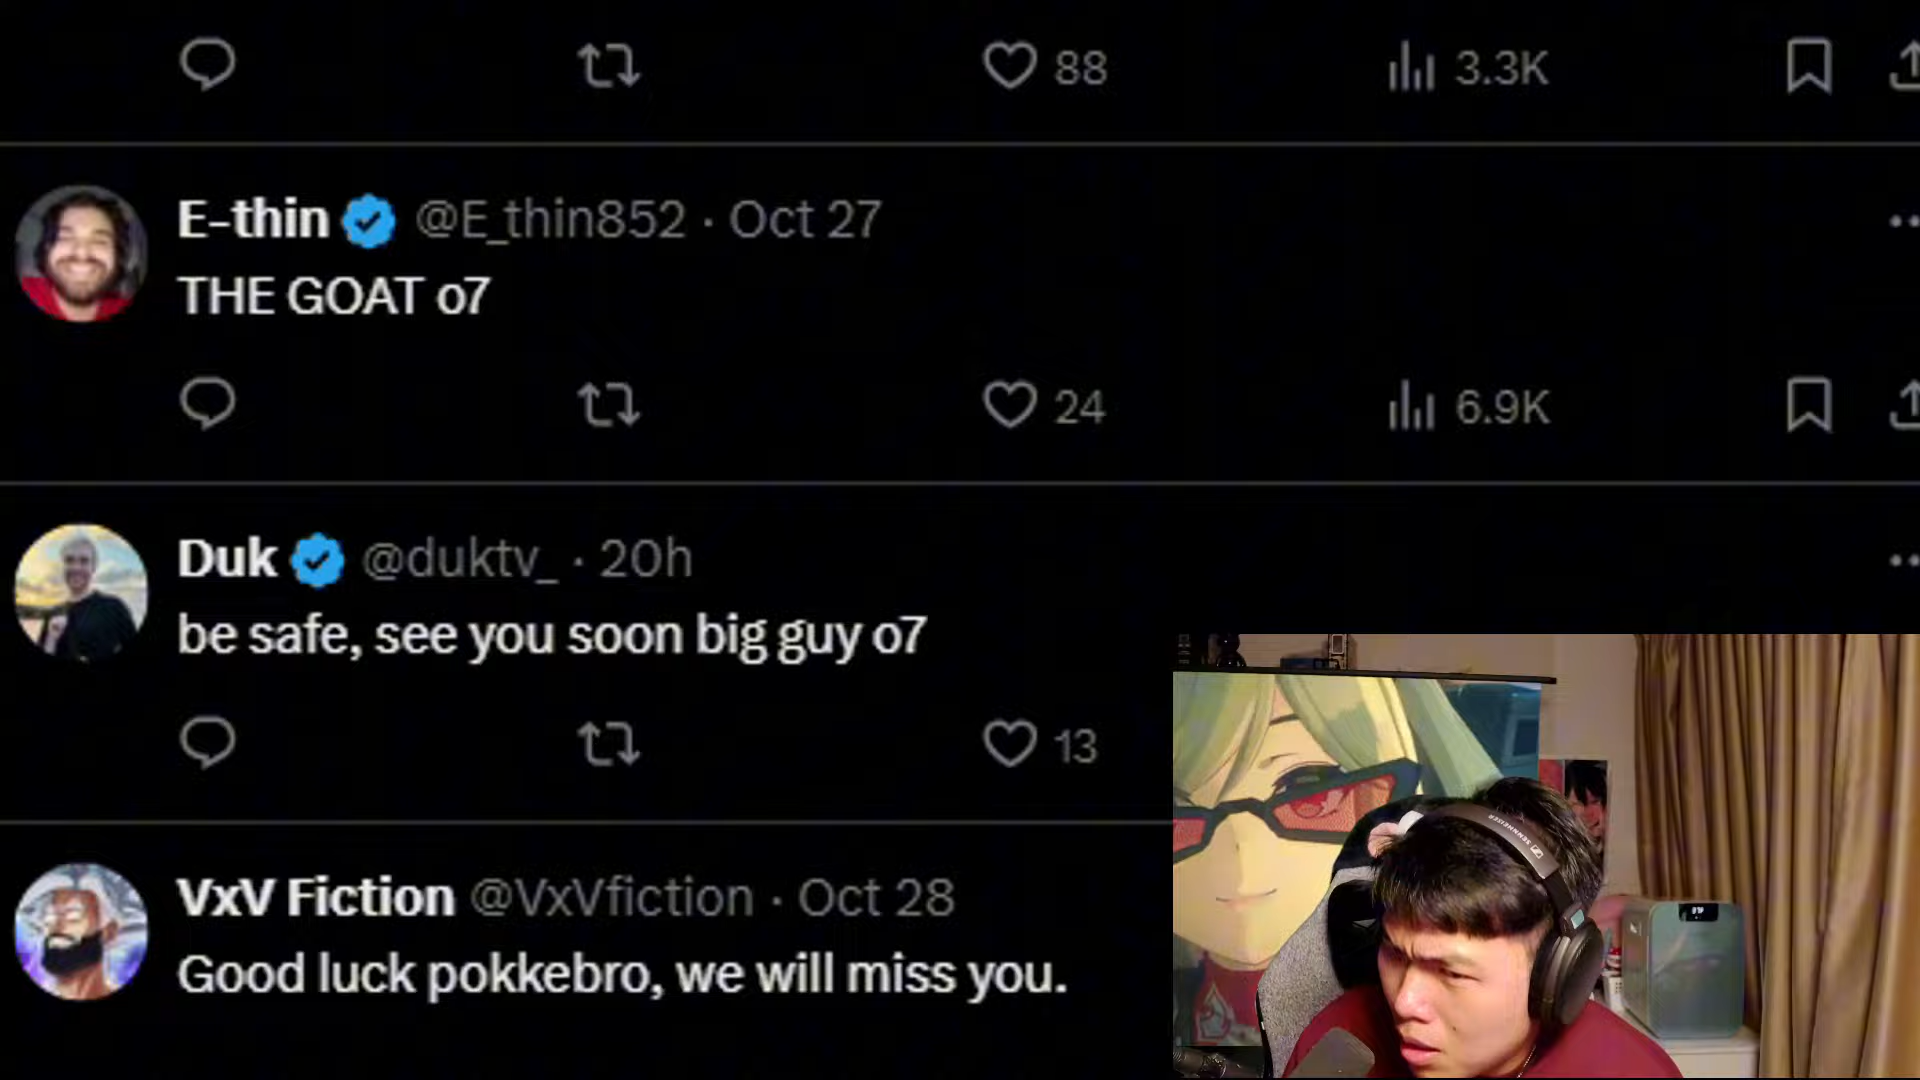 88 3.3K
E-thin @E_thin852 · Oct 27
THE GOAT o7
24 6.9K
Duk @duktv_ · 20h
be safe, see you soon big guy o7
13
VxV Fiction @VxVfiction · Oct 28
Good luck pokkebro, we will miss you.
SENNHEISER